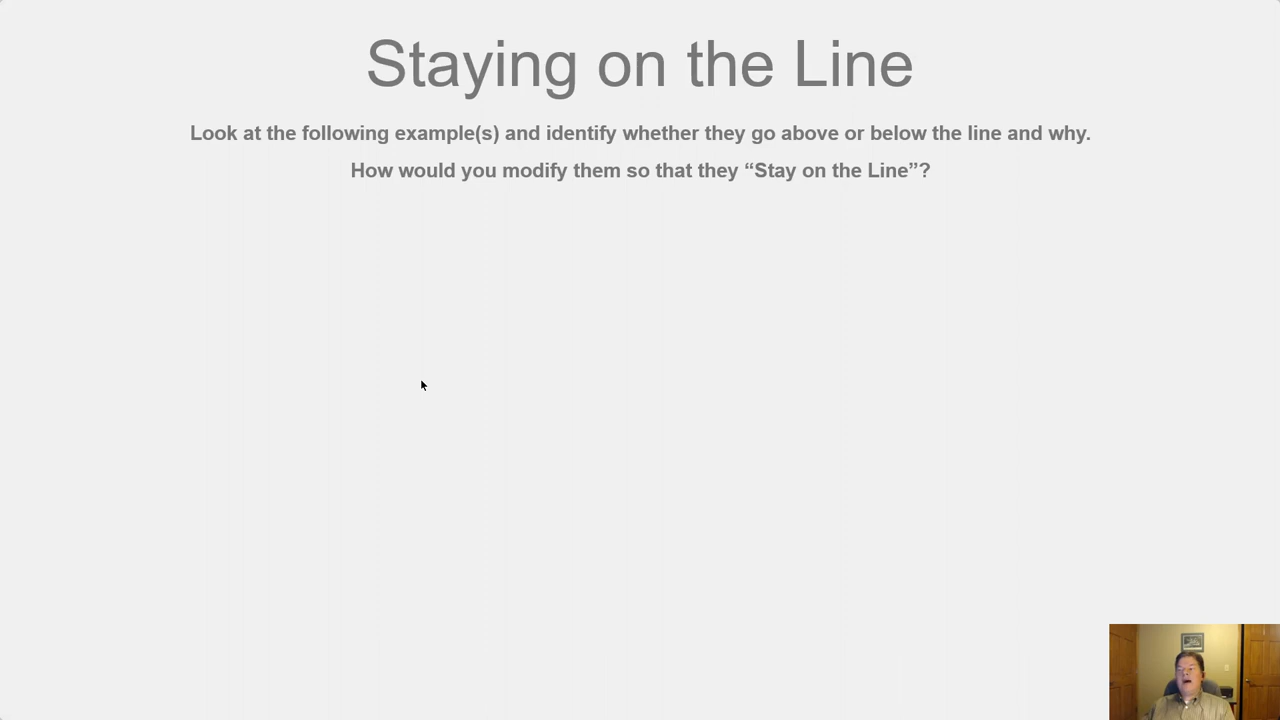 Staying on the Line
Look at the following example(s) and identify whether they go above or below the line and why.
How would you modify them so that they “Stay on the Line”?